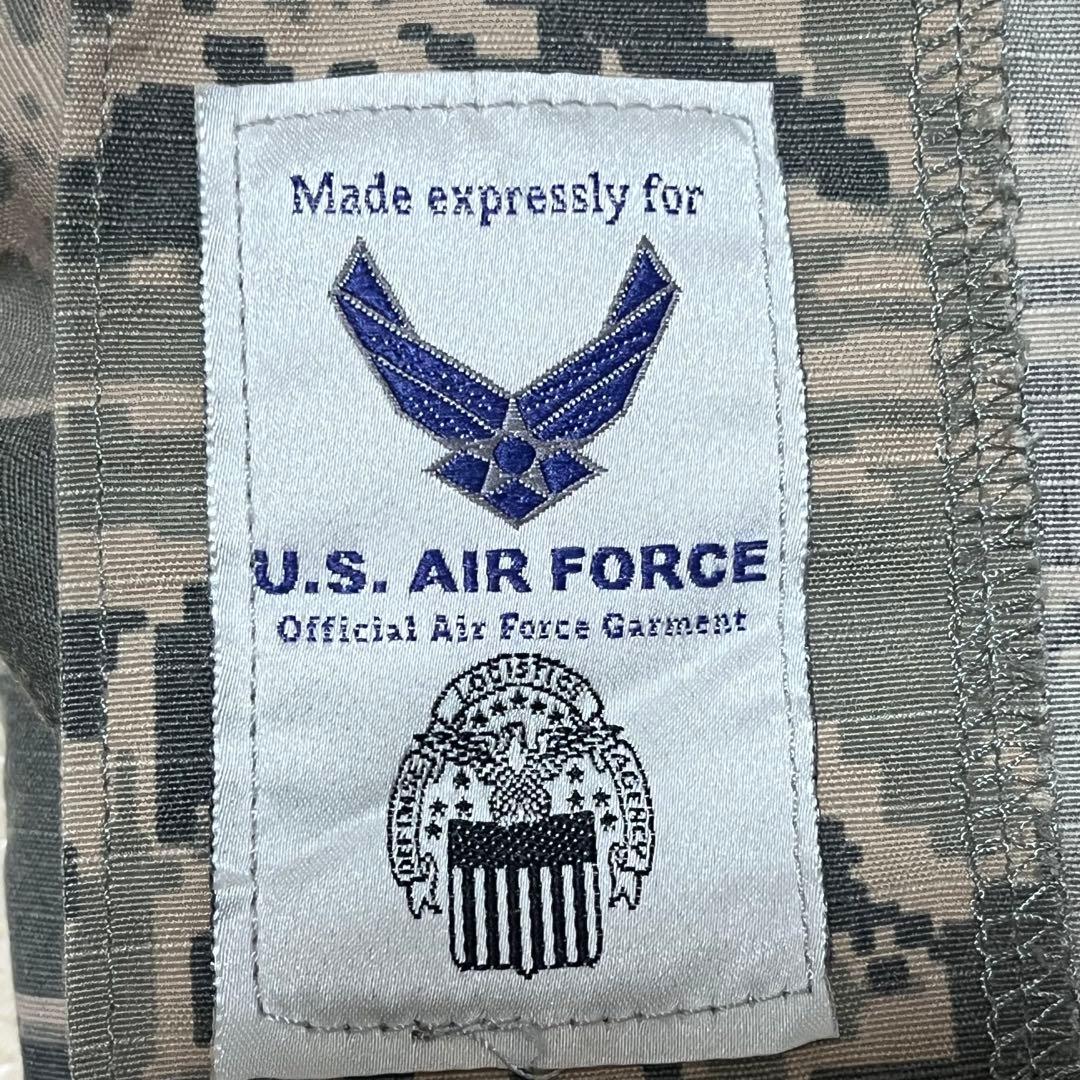 Made expressly for
U.S. AIR FORCE
Official Air Force Garment
Logistics
DEFENSE
AGENCY